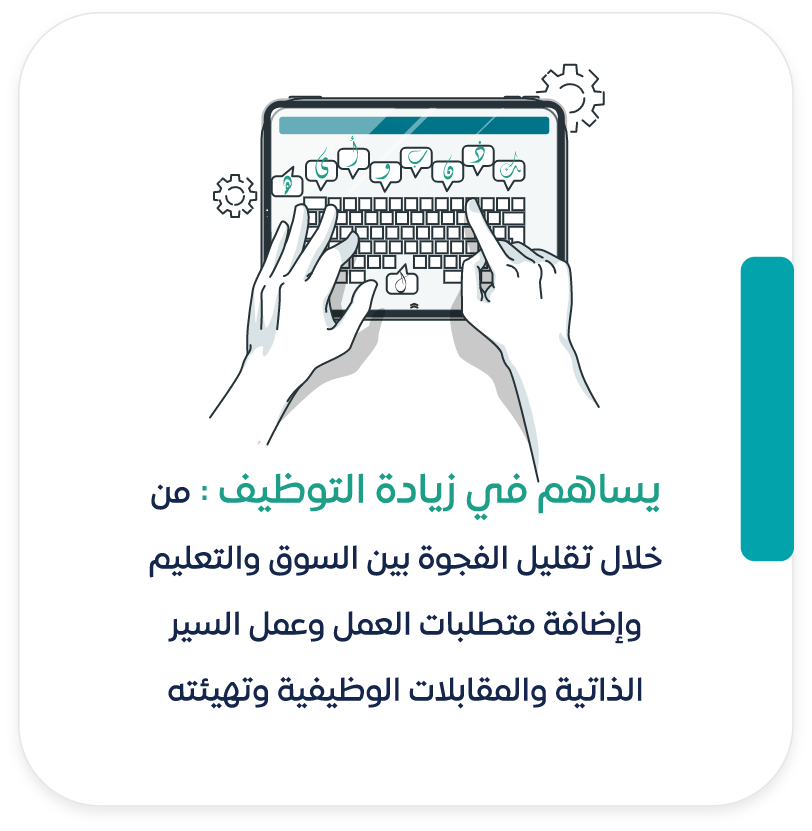 ه ي أ و ب ن ذ ت
يساهم في زيادة التوظيف : من
خلال تقليل الفجوة بين السوق والتعليم
وإضافة متطلبات العمل وعمل السير
الذاتية والمقابلات الوظيفية وتهيئته